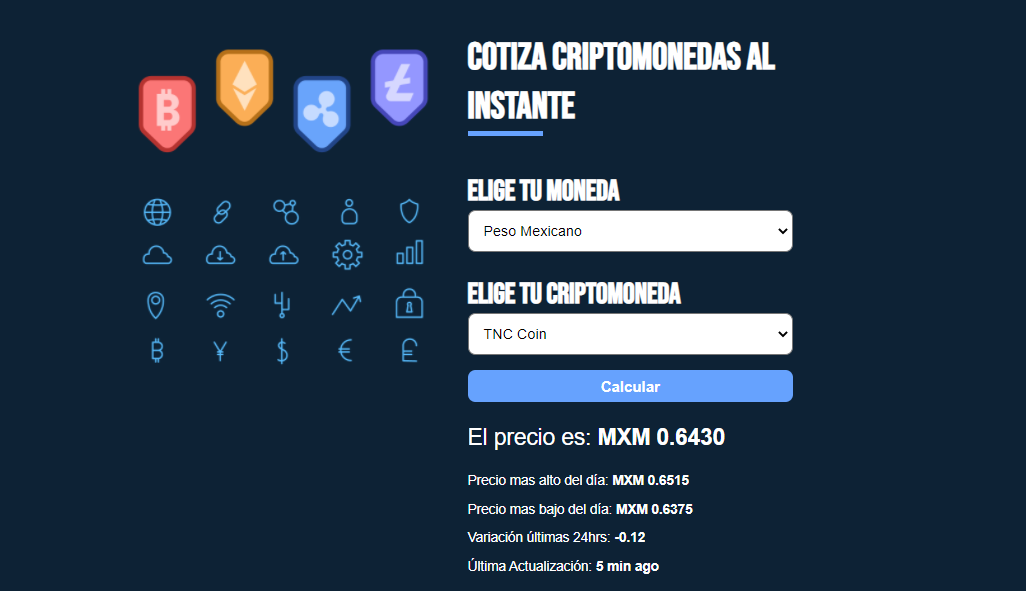 COTIZA CRIPTOMONEDAS AL
INSTANTE
ELIGE TU MONEDA
Peso Mexicano
ELIGE TU CRIPTOMONEDA
TNC Coin
Calcular
El precio es: MXM 0.6430
Precio mas alto del día: MXM 0.6515
Precio mas bajo del día: MXM 0.6375
Variación últimas 24hrs: -0.12
Última Actualización: 5 min ago